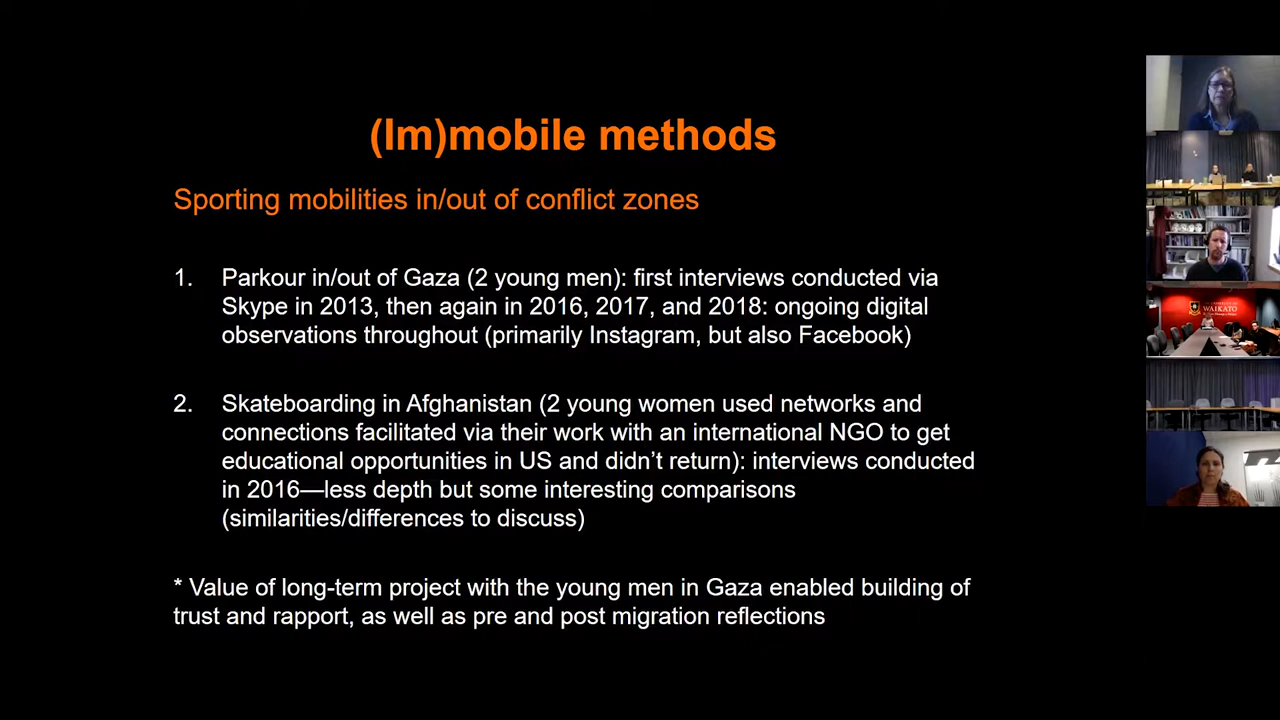 (Im)mobile methods
Sporting mobilities in/out of conflict zones
1. Parkour in/out of Gaza (2 young men): first interviews conducted via
Skype in 2013, then again in 2016, 2017, and 2018: ongoing digital
observations throughout (primarily Instagram, but also Facebook)
2. Skateboarding in Afghanistan (2 young women used networks and
connections facilitated via their work with an international NGO to get
educational opportunities in US and didn’t return): interviews conducted
in 2016—less depth but some interesting comparisons
(similarities/differences to discuss)
* Value of long-term project with the young men in Gaza enabled building of
trust and rapport, as well as pre and post migration reflections
WAIKATO